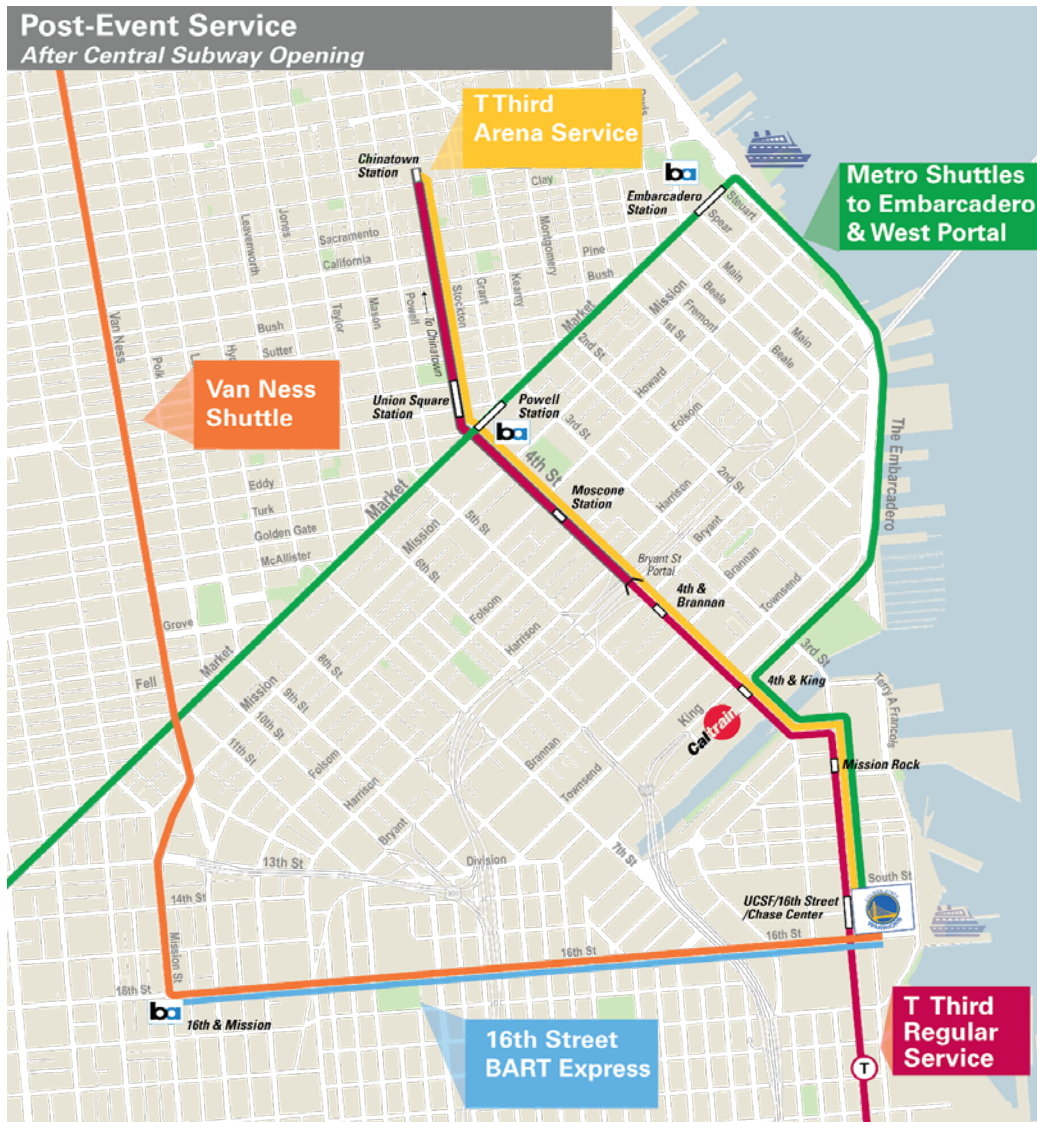 Post-Event Service
After Central Subway Opening
T Third
Arena Service
Chinatown
Station
Clay
ba
Embarcadero
Station
Steuart
Spear
Metro Shuttles
to Embarcadero
& West Portal
Leavenworth
Jones
Sacramento
California
Montgomery
Pine
Bush
Kearny
Grant
Stockton
Powell
To Chinatown
Mason
Taylor
Market
Mission
Main
Beale
Fremont
1st St
2nd St
Main
Beale
Van Ness
Polk
Bush
Sutter
Howard
Folsom
Van Ness
Shuttle
Union Square
Station
Powell
Station
ba
3rd St
4th St
The Embarcadero
Eddy
Turk
Golden Gate
McAllister
Market
Mission
5th St
6th St
Moscone
Station
Harrison
2nd St
Bryant
Brannan
Townsend
Bryant St
Portal
4th &
Brannan
Grove
Fell
Market
Mission
8th St
9th St
10th St
11th St
Folsom
Harrison
3rd St
4th & King
King
Caltrain
Terry A Francois
Folsom
Harrison
Bryant
Brannan
Townsend
7th St
Division
Mission Rock
13th St
14th St
South St
UCSF/16th Street
/Chase Center
16th St
16th St
Mission St
18th St
ba
16th & Mission
16th Street
BART Express
T Third
Regular
Service
T